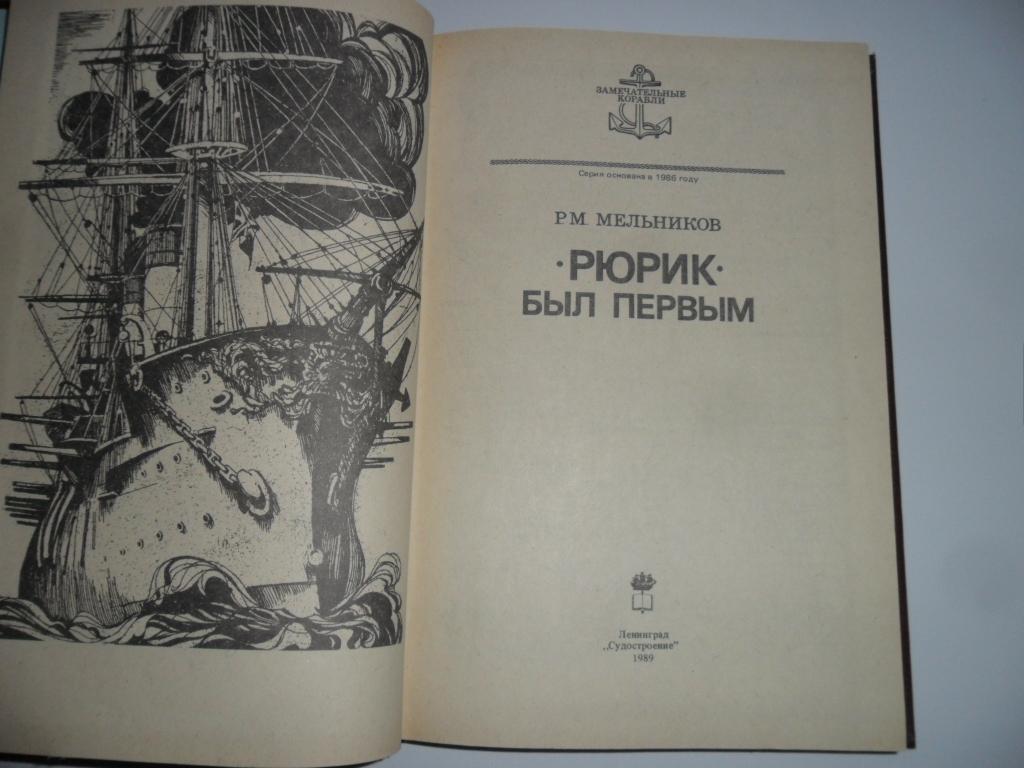 ЗАМЕЧАТЕЛЬНЫЕ
КОРАБЛИ
Серия основана в 1986 году
Р.М. МЕЛЬНИКОВ
·РЮРИК·
БЫЛ ПЕРВЫМ
Ленинград
„Судостроение"
1989